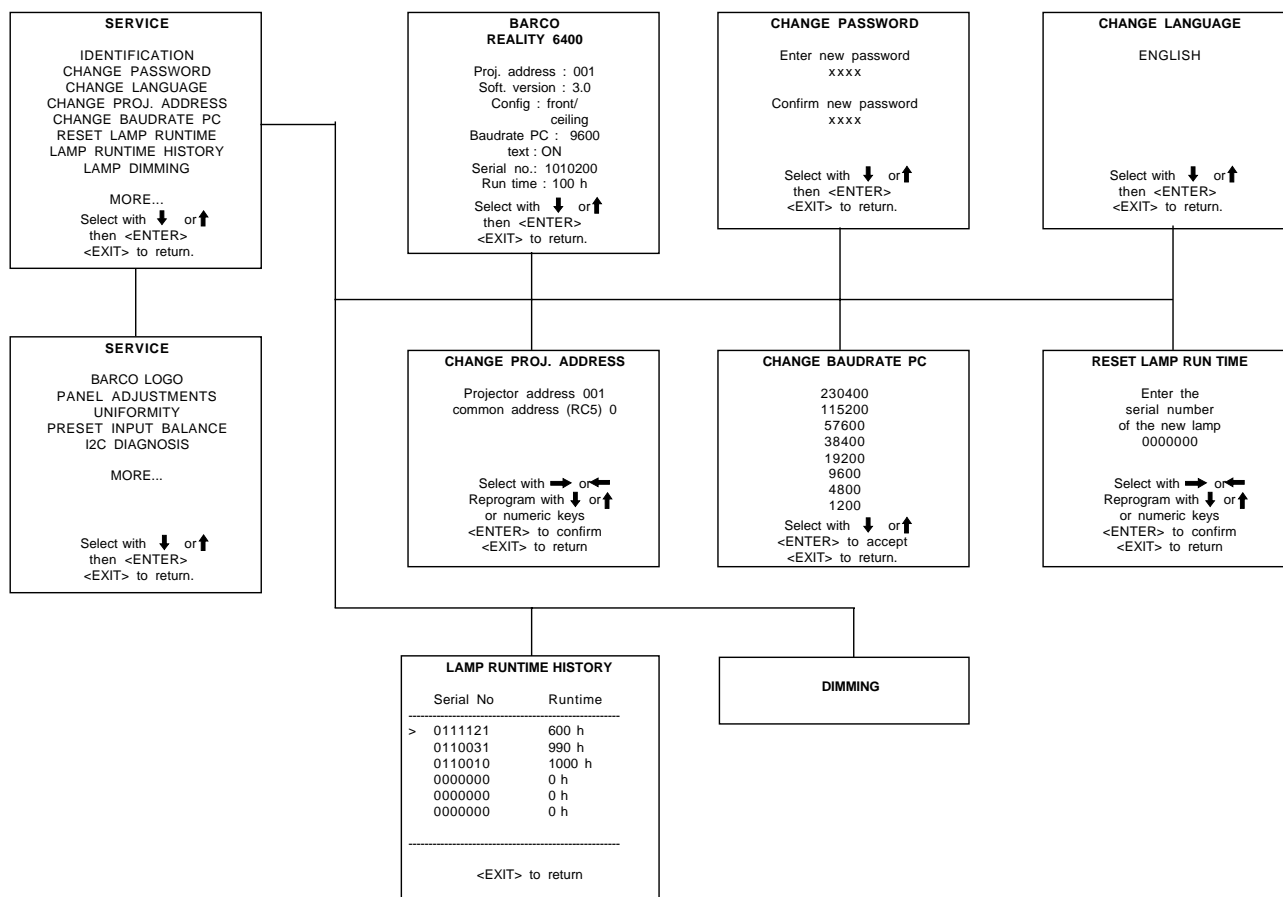 SERVICE
IDENTIFICATION
CHANGE PASSWORD
CHANGE LANGUAGE
CHANGE PROJ. ADDRESS
CHANGE BAUDRATE PC
RESET LAMP RUNTIME
LAMP RUNTIME HISTORY
LAMP DIMMING
MORE...
Select with ⬇ or ⬆
then <ENTER>
<EXIT> to return.
BARCO
REALITY 6400
Proj. address : 001
Soft. version : 3.0
Config : front/
ceiling
Baudrate PC : 9600
text : ON
Serial no.: 1010200
Run time : 100 h
Select with ⬇ or ⬆
then <ENTER>
<EXIT> to return.
CHANGE PASSWORD
Enter new password
xxxx
Confirm new password
xxxx
Select with ⬇ or ⬆
then <ENTER>
<EXIT> to return.
CHANGE LANGUAGE
ENGLISH
Select with ⬇ or ⬆
then <ENTER>
<EXIT> to return.
SERVICE
BARCO LOGO
PANEL ADJUSTMENTS
UNIFORMITY
PRESET INPUT BALANCE
I2C DIAGNOSIS
MORE...
Select with ⬇ or ⬆
then <ENTER>
<EXIT> to return.
CHANGE PROJ. ADDRESS
Projector address 001
common address (RC5) 0
Select with ➡ or ⬅
Reprogram with ⬇ or ⬆
or numeric keys
<ENTER> to confirm
<EXIT> to return
CHANGE BAUDRATE PC
230400
115200
57600
38400
19200
9600
4800
1200
Select with ⬇ or ⬆
<ENTER> to accept
<EXIT> to return.
RESET LAMP RUN TIME
Enter the
serial number
of the new lamp
0000000
Select with ➡ or ⬅
Reprogram with ⬇ or ⬆
or numeric keys
<ENTER> to confirm
<EXIT> to return
LAMP RUNTIME HISTORY
Serial No Runtime
> 0111121 600 h
0110031 990 h
0110010 1000 h
0000000 0 h
0000000 0 h
0000000 0 h
<EXIT> to return
DIMMING